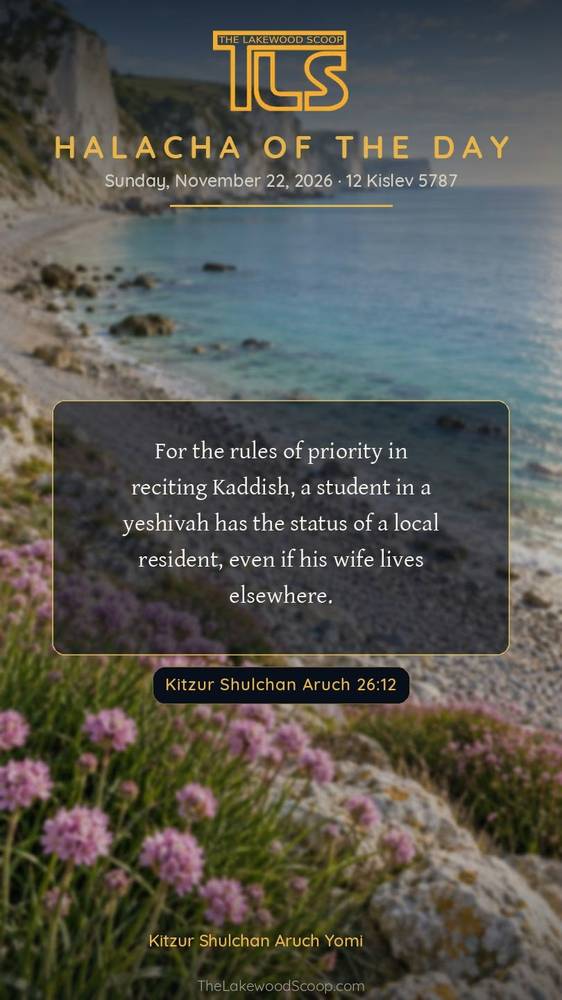 THE LAKEWOOD SCOOP
TLS
HALACHA OF THE DAY
Sunday, November 22, 2026 · 12 Kislev 5787
For the rules of priority in
reciting Kaddish, a student in a
yeshivah has the status of a local
resident, even if his wife lives
elsewhere.
Kitzur Shulchan Aruch 26:12
Kitzur Shulchan Aruch Yomi
TheLakewoodScoop.com